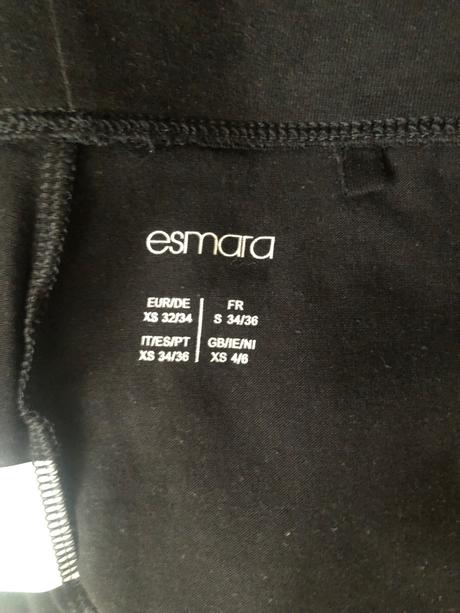 esmara
EUR/DE
XS 32/34
FR
S 34/36
IT/ES/PT
XS 34/36
GB/IE/NI
XS 4/6